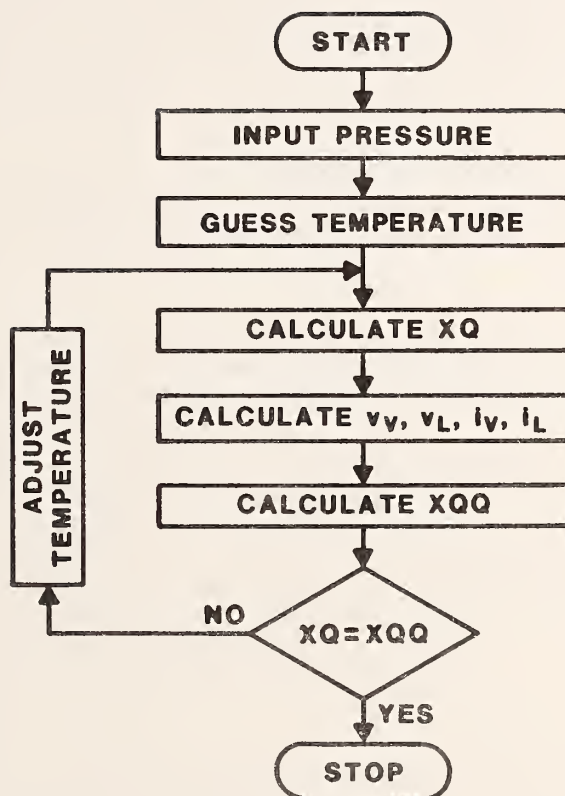 START
INPUT PRESSURE
GUESS TEMPERATURE
CALCULATE XQ
CALCULATE vV, vL, iV, iL
CALCULATE XQQ
ADJUST
TEMPERATURE
XQ=XQQ
NO
YES
STOP